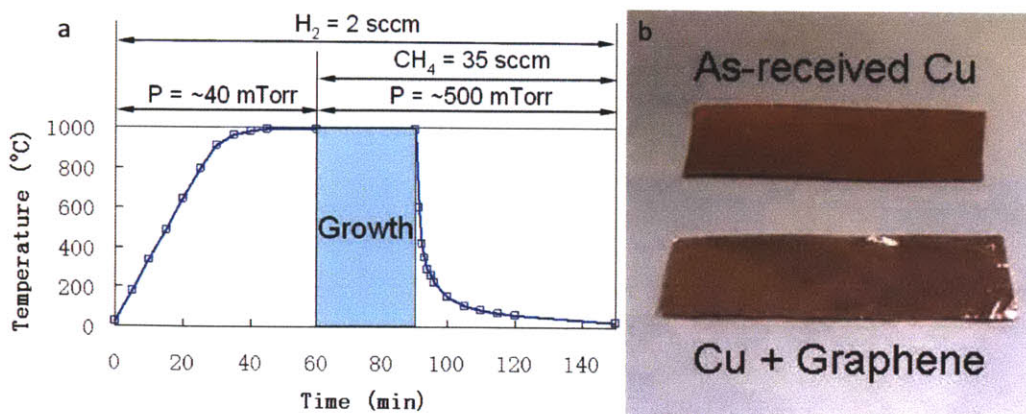 a
H₂ = 2 sccm
CH₄ = 35 sccm
P = ~40 mTorr
P = ~500 mTorr
Temperature (°C)
1000
800
600
400
200
0
Growth
0 20 40 60 80 100 120 140
Time (min)
b
As-received Cu
Cu + Graphene